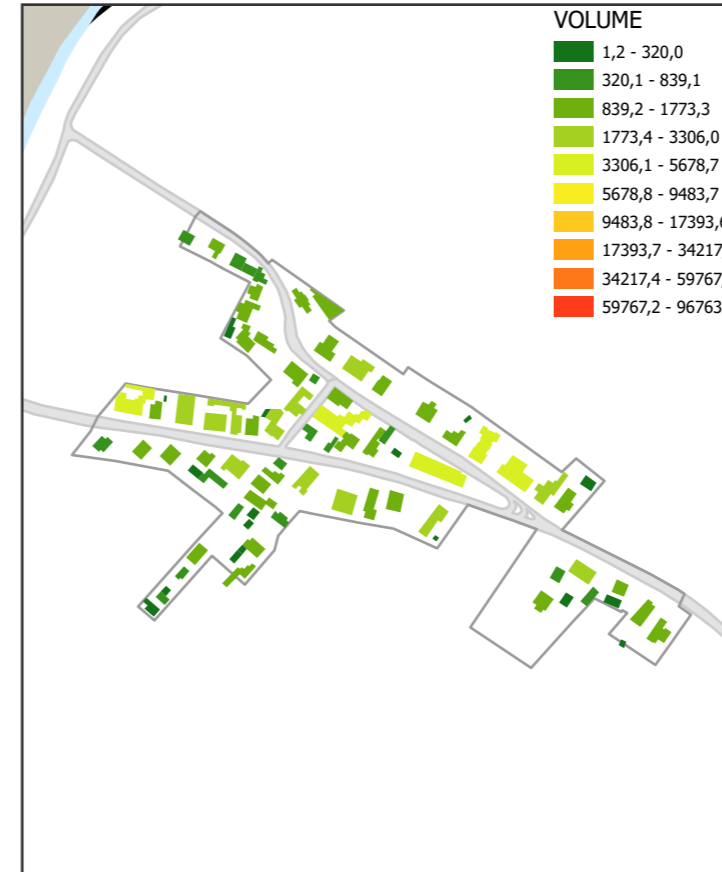 VOLUME
1,2 - 320,0
320,1 - 839,1
839,2 - 1773,3
1773,4 - 3306,0
3306,1 - 5678,7
5678,8 - 9483,7
9483,8 - 17393,6
17393,7 - 34217,
34217,4 - 59767,
59767,2 - 96763